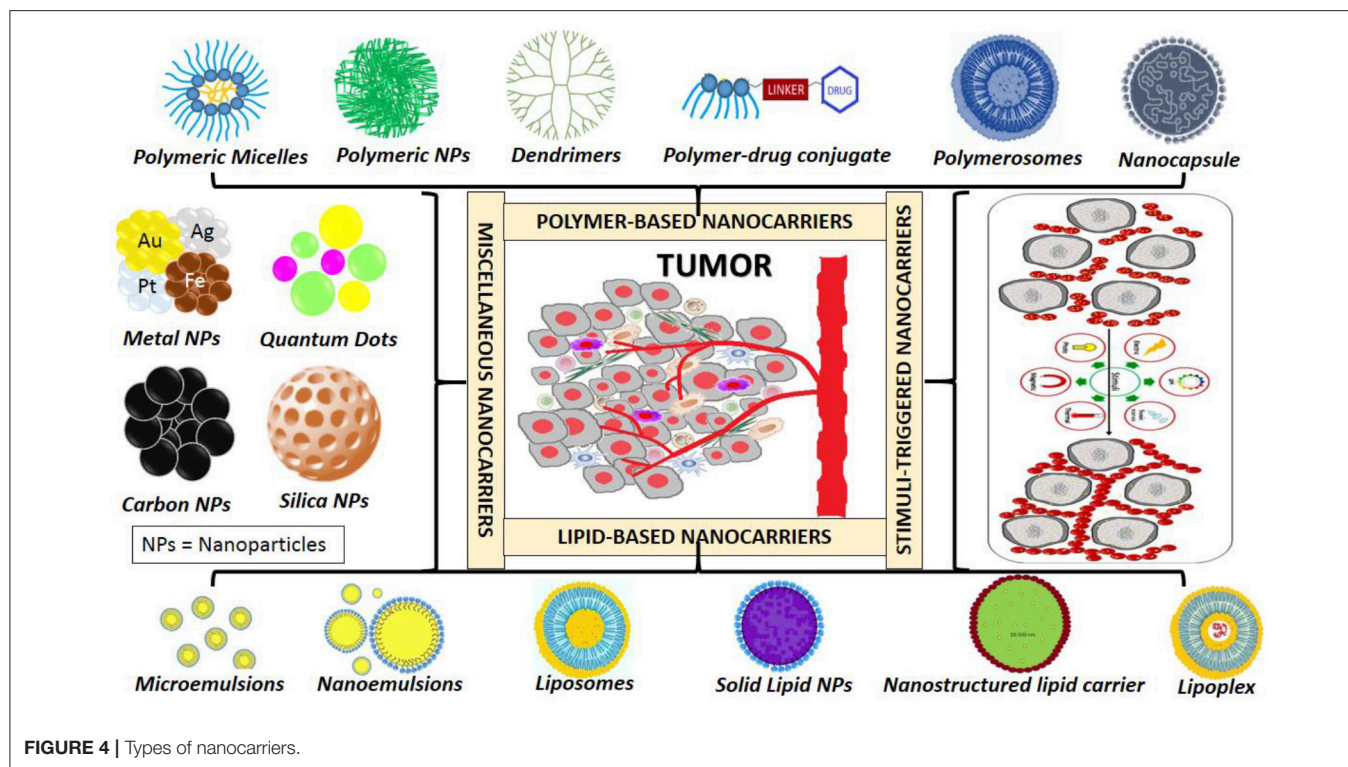 LINKER
DRUG
Polymeric Micelles
Polymeric NPs
Dendrimers
Polymer-drug conjugate
Polymerosomes
Nanocapsule
Au
Ag
Pt
Fe
Metal NPs
Quantum Dots
Carbon NPs
Silica NPs
NPs = Nanoparticles
MISCELLANEOUS NANOCARRIERS
POLYMER-BASED NANOCARRIERS
TUMOR
LIPID-BASED NANOCARRIERS
STIMULI-TRIGGERED NANOCARRIERS
Photo
Electric
Magnetic
Stimuli
pH
Thermal
Microemulsions
Nanoemulsions
Liposomes
Solid Lipid NPs
Nanostructured lipid carrier
Lipoplex
FIGURE 4 | Types of nanocarriers.